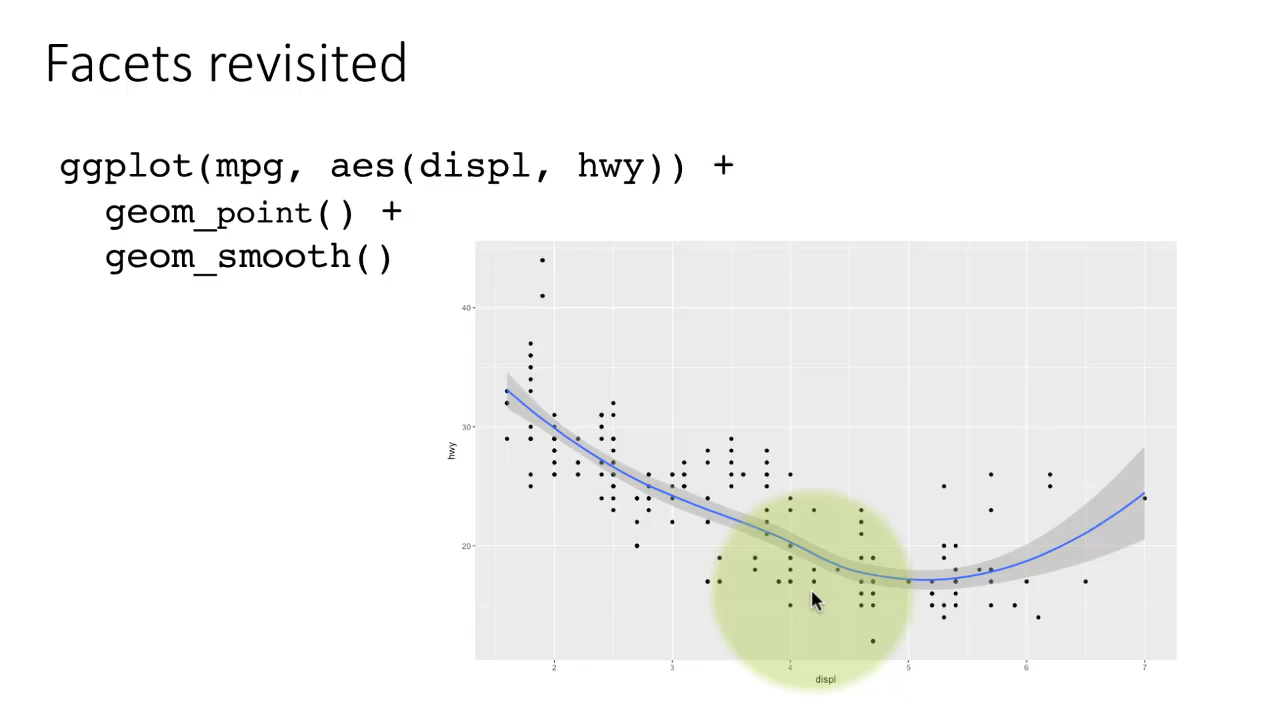 Facets revisited
ggplot(mpg, aes(displ, hwy)) +
geom_point() +
geom_smooth()
40
30
20
hwy
2 3 4 5 6 7
displ